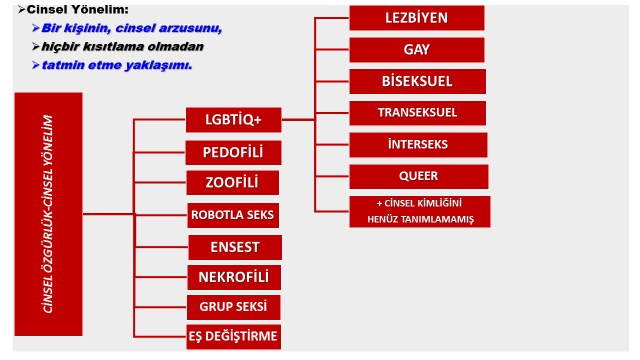 ➢Cinsel Yönelim:
➢Bir kişinin, cinsel arzusunu,
➢hiçbir kısıtlama olmadan
➢tatmin etme yaklaşımı.
CİNSEL ÖZGÜRLÜK-CİNSEL YÖNELİM
LGBTİQ+
PEDOFİLİ
ZOOFİLİ
ROBOTLA SEKS
ENSEST
NEKROFİLİ
GRUP SEKSİ
EŞ DEĞİŞTİRME
LEZBİYEN
GAY
BİSEKSUEL
TRANSEKSUEL
İNTERSEKS
QUEER
+ CİNSEL KİMLİĞİNİ
HENÜZ TANIMLAMAMIŞ